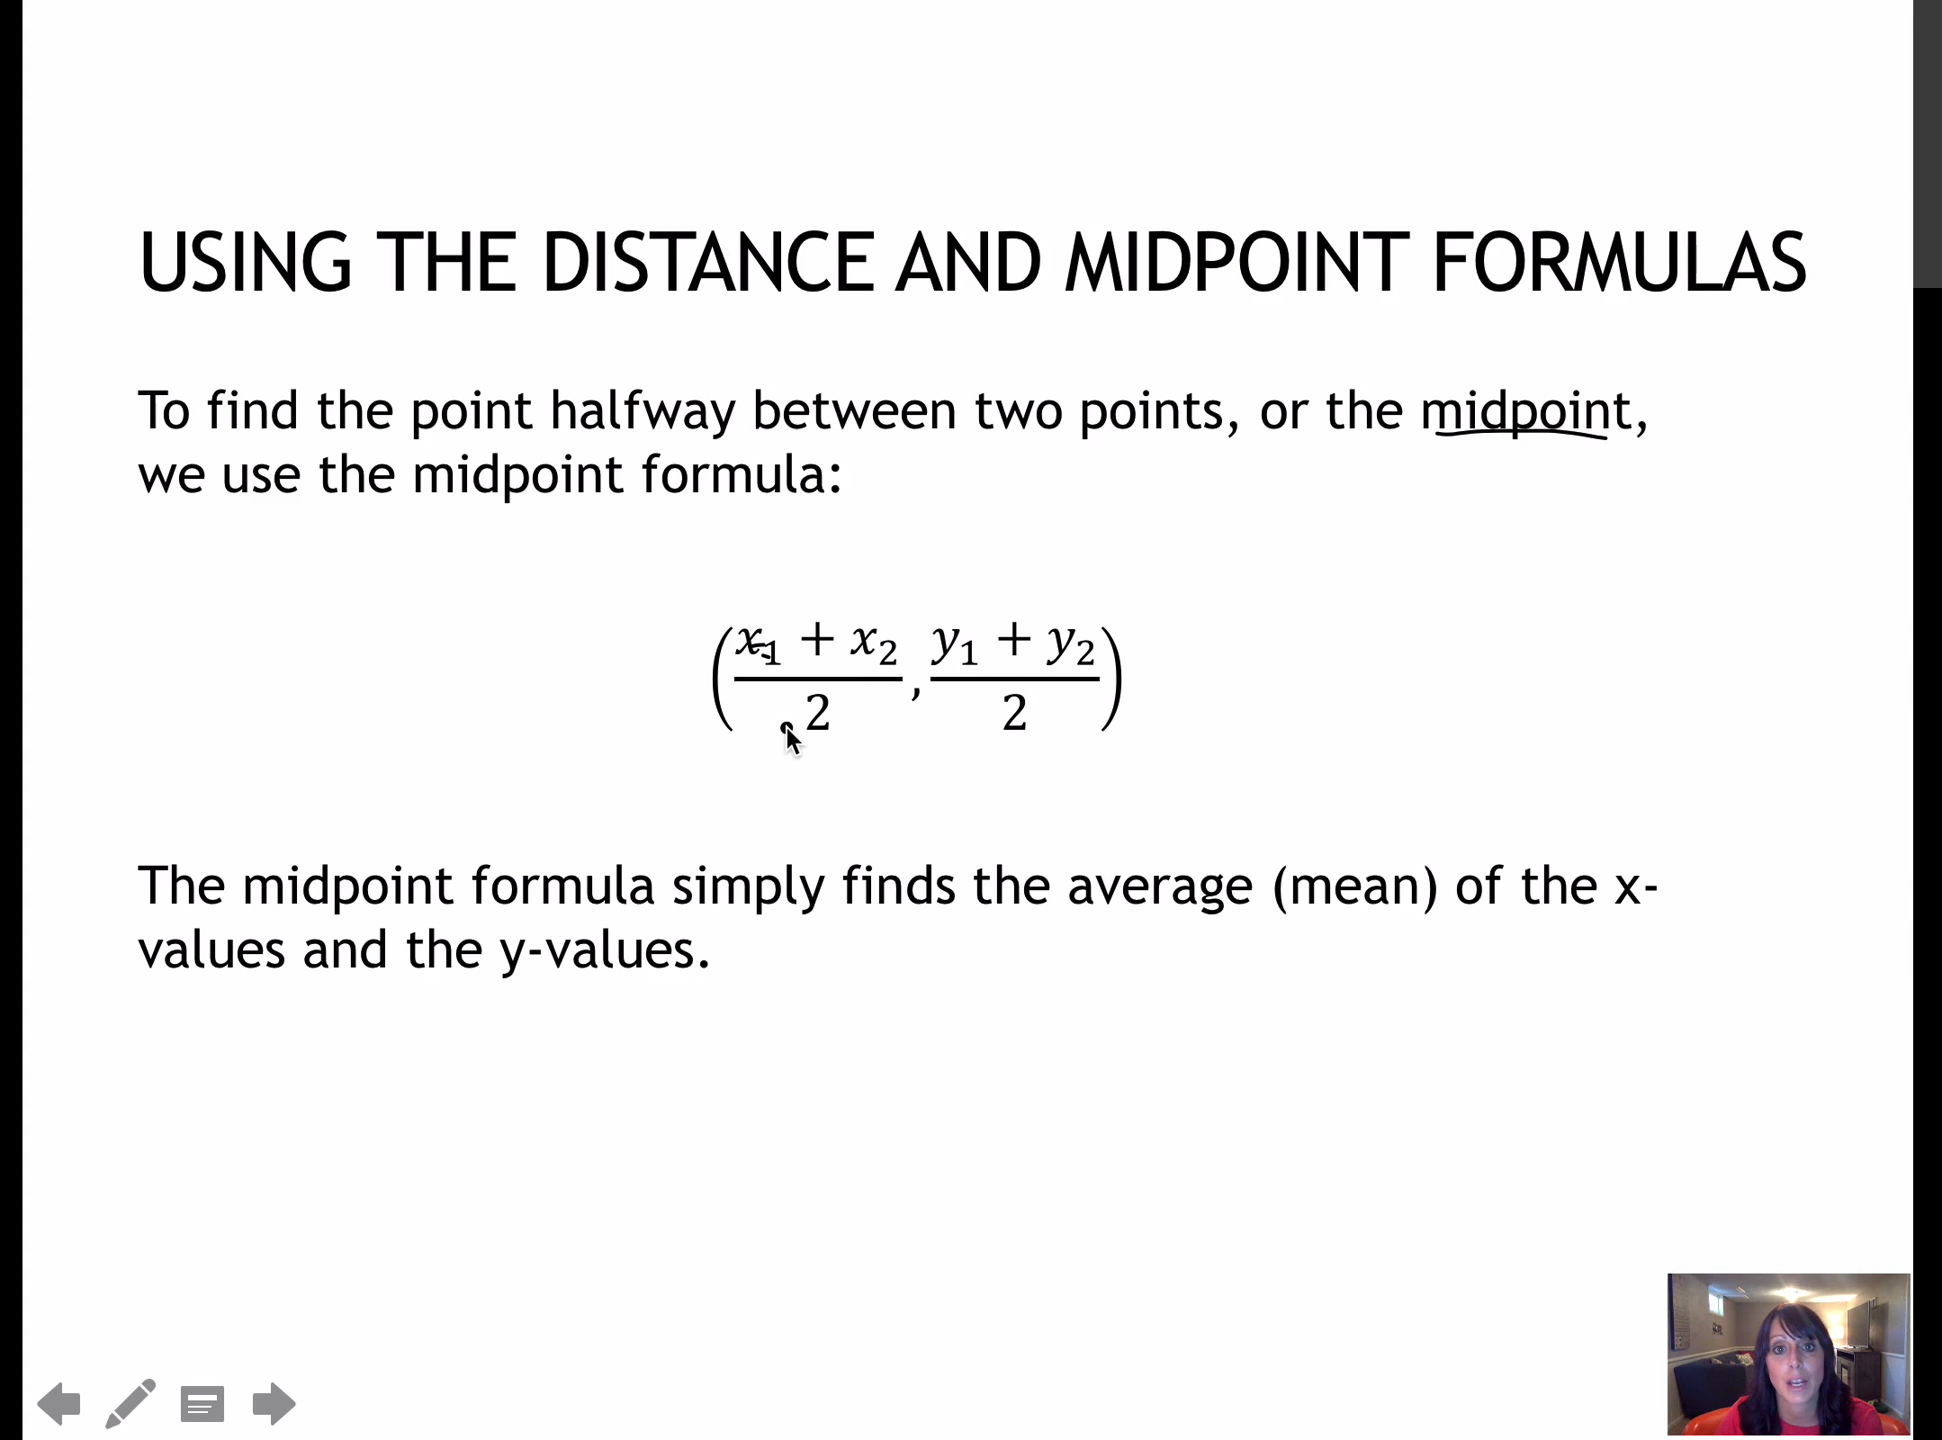 USING THE DISTANCE AND MIDPOINT FORMULAS
To find the point halfway between two points, or the midpoint,
we use the midpoint formula:
(x₁ + x₂ / 2 , y₁ + y₂ / 2)
The midpoint formula simply finds the average (mean) of the x-
values and the y-values.